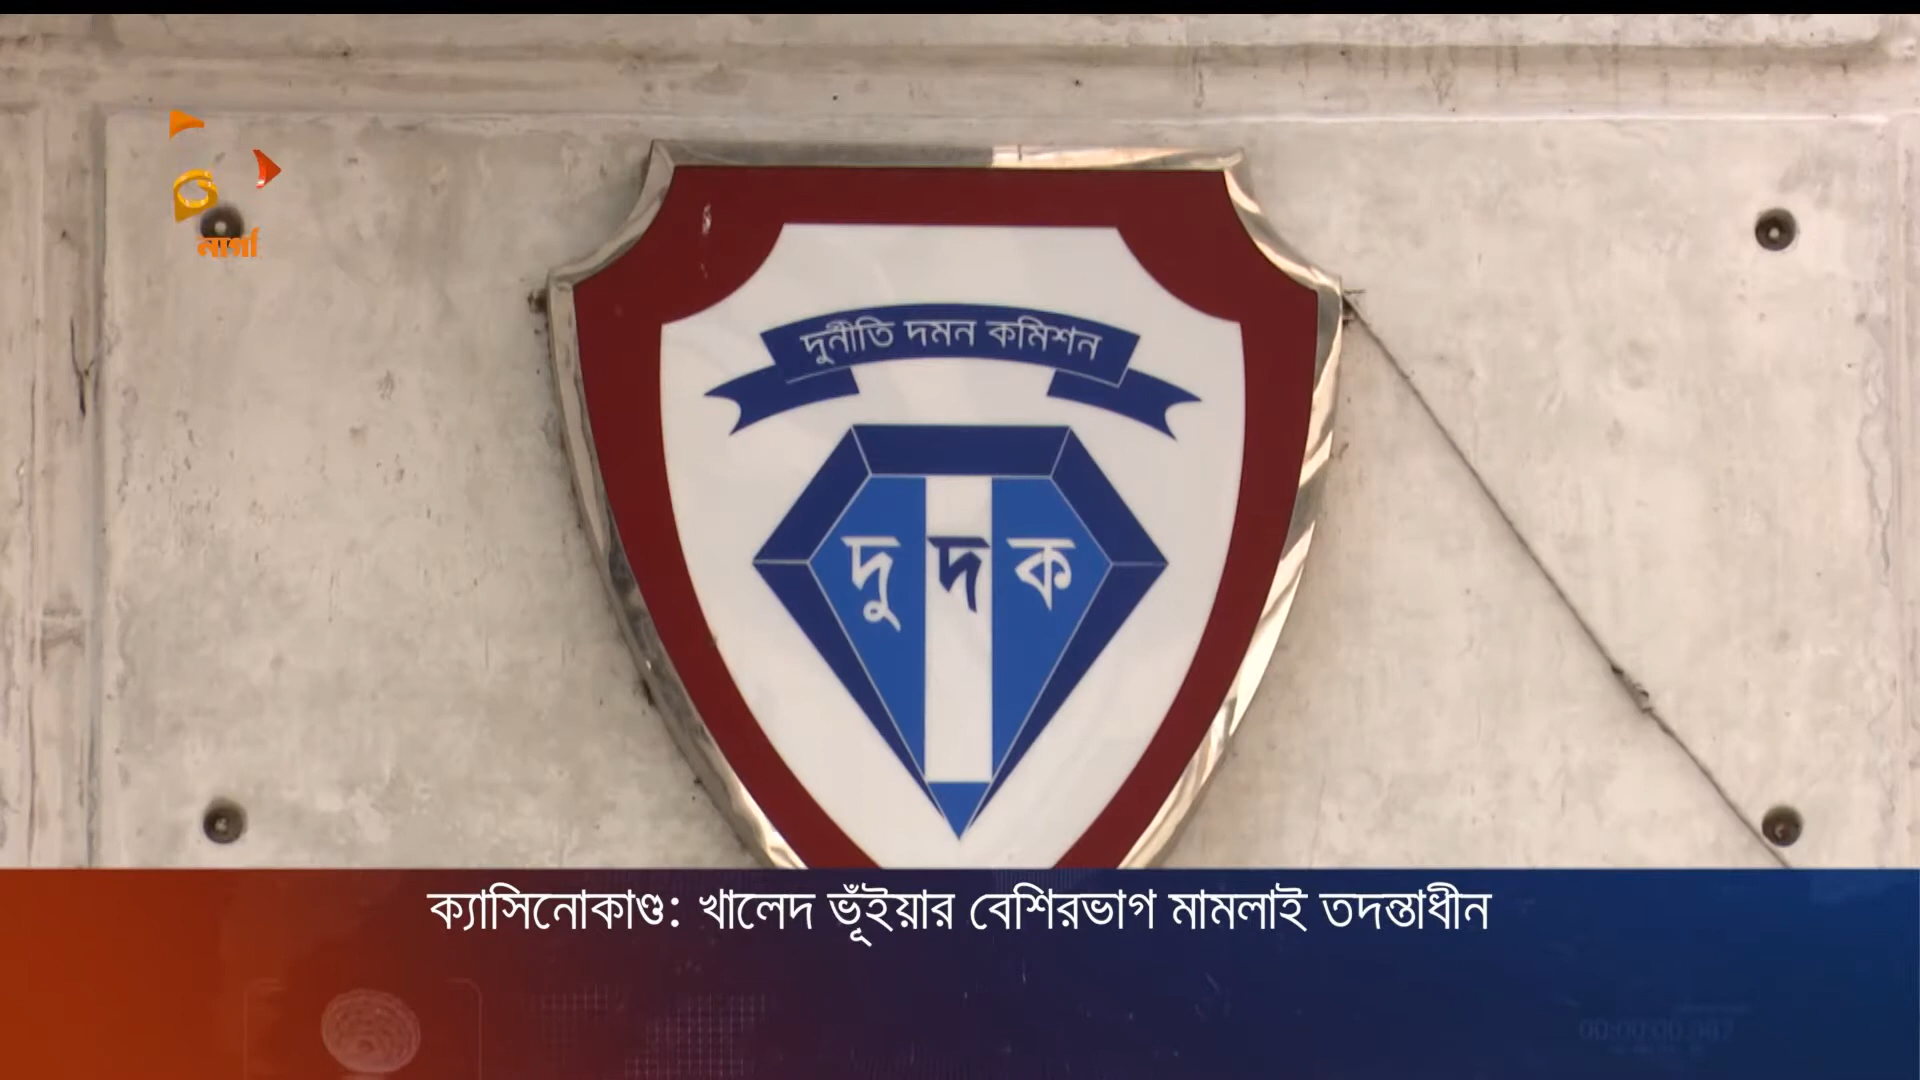 নাগা
দুর্নীতি দমন কমিশন
দু দ ক
ক্যাসিনোকাণ্ড: খালেদ ভূঁইয়ার বেশিরভাগ মামলাই তদন্তাধীন